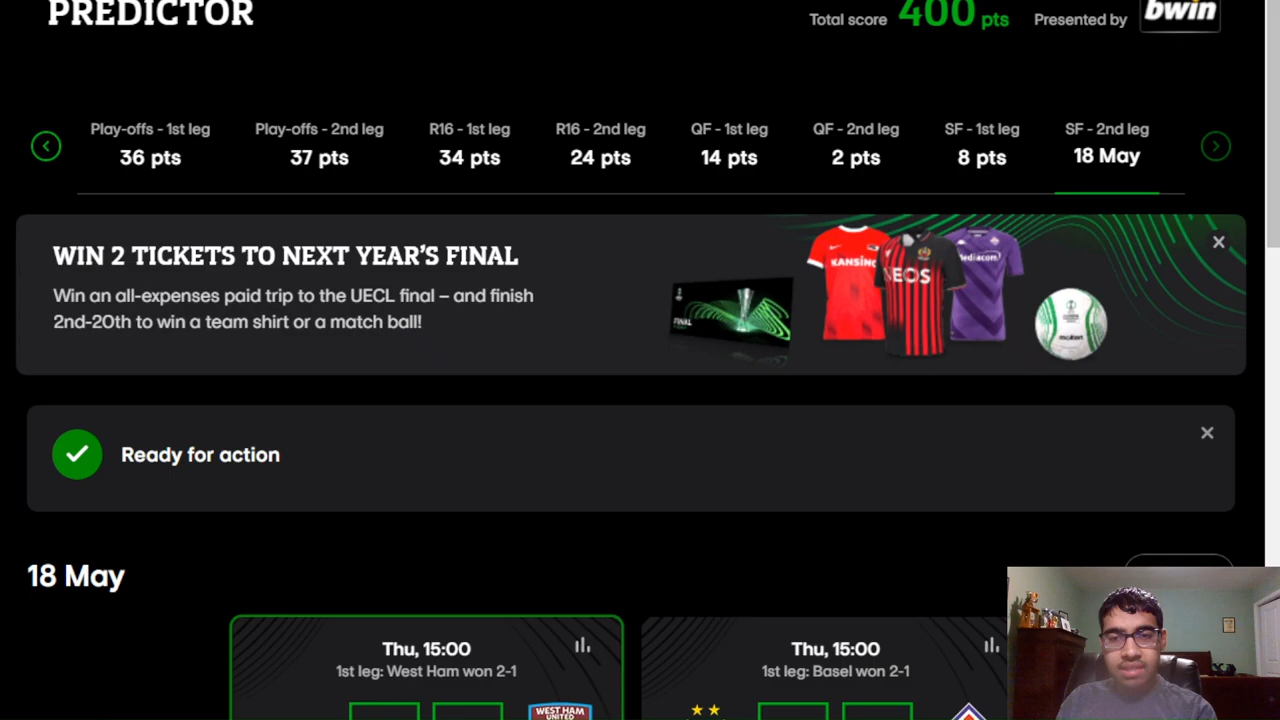 PREDICTOR
Total score 400 pts Presented by bwin
Play-offs - 1st leg
36 pts
Play-offs - 2nd leg
37 pts
R16 - 1st leg
34 pts
R16 - 2nd leg
24 pts
QF - 1st leg
14 pts
QF - 2nd leg
2 pts
SF - 1st leg
8 pts
SF - 2nd leg
18 May
WIN 2 TICKETS TO NEXT YEAR'S FINAL
Win an all-expenses paid trip to the UECL final – and finish
2nd-20th to win a team shirt or a match ball!
FINAL
KANSINO
INEOS
Mediacom
molten
Ready for action
18 May
Thu, 15:00
1st leg: West Ham won 2-1
WEST HAM
UNITED
Thu, 15:00
1st leg: Basel won 2-1